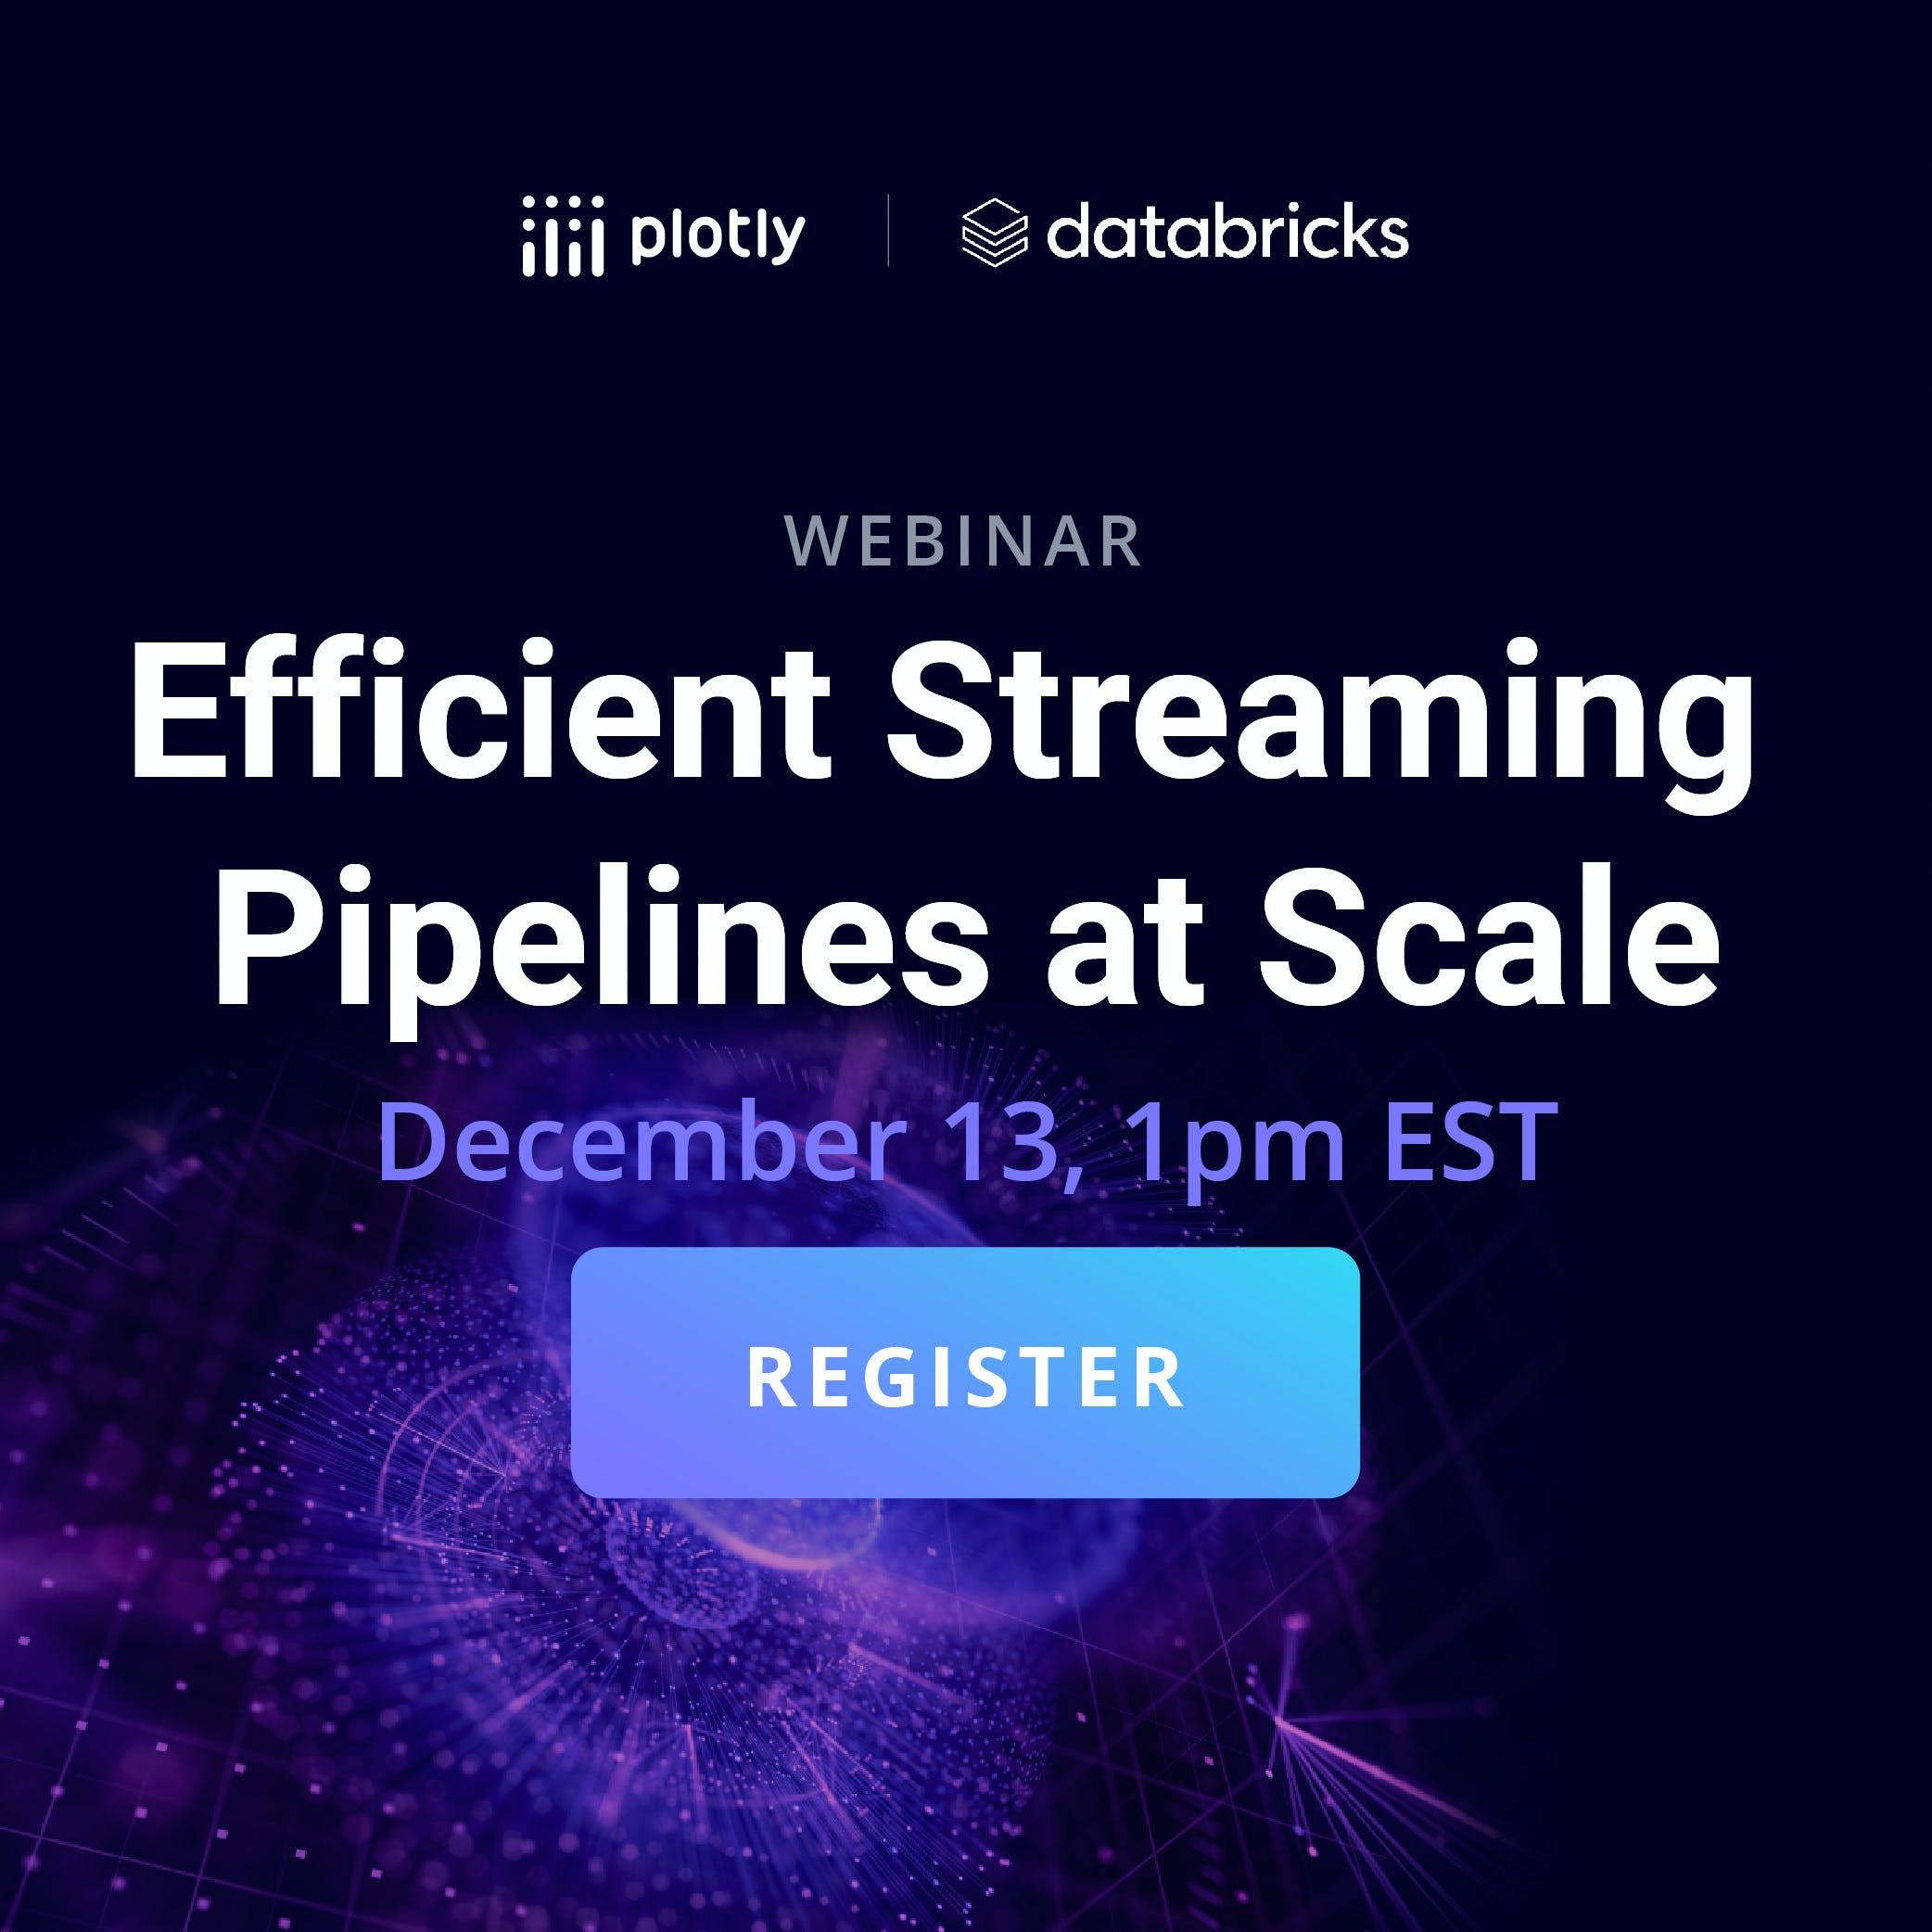 plotly | databricks
WEBINAR
Efficient Streaming
Pipelines at Scale
December 13, 1pm EST
REGISTER